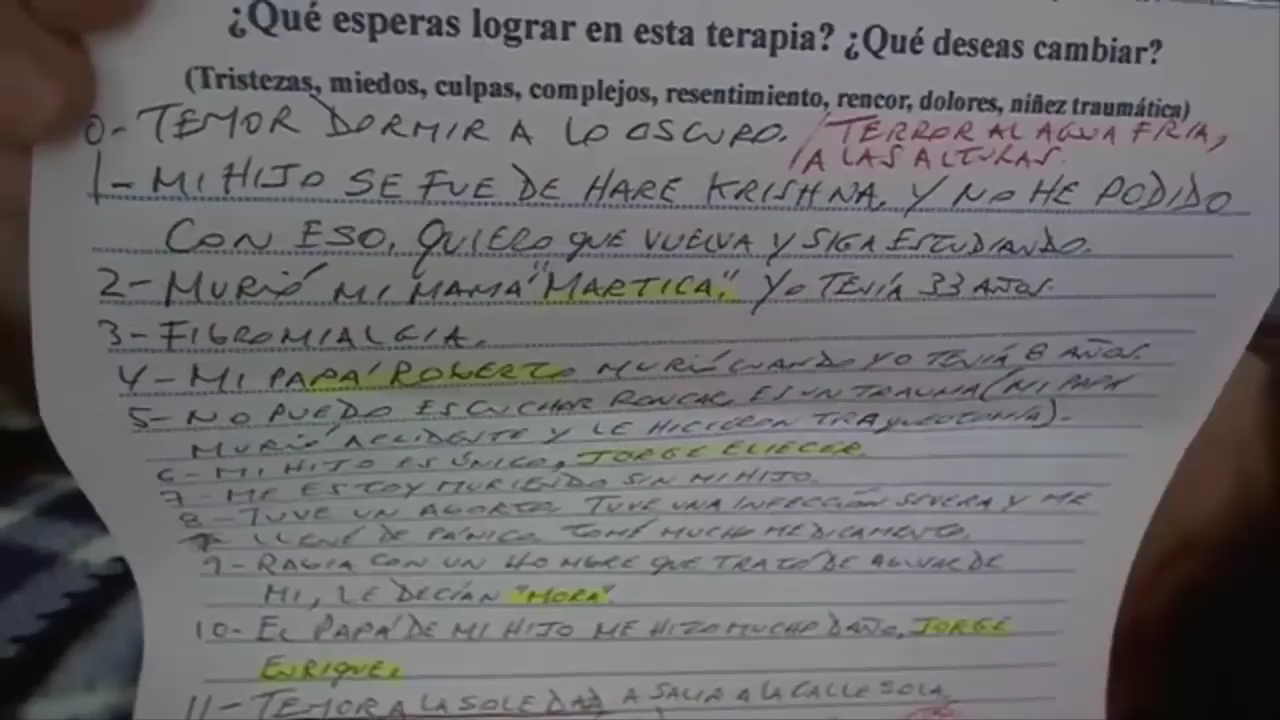 ¿Qué esperas lograr en esta terapia? ¿Qué deseas cambiar?
(Tristezas, miedos, culpas, complejos, resentimiento, rencor, dolores, niñez traumática)
0- TEMOR DORMIR A LO OSCURO. /TERROR AL AGUA FRIA,
/A LAS ALTURAS.
1- MI HIJO SE FUE DE HARE KRISHNA, Y NO HE PODIDO
CON ESO, QUIERO QUE VUELVA Y SIGA ESTUDIANDO.
2- MURIÓ MI MAMA "MARTICA," YO TENÍA 33 AÑOS.
3- FIBROMIALGIA.
4- MI PAPÁ ROBERTO MURIÓ CUANDO YO TENÍA 8 AÑOS.
5- NO PUEDO ESCUCHAR RONCAR, ES UN TRAUMA (MI PAPA
MURIÓ ACCIDENTE Y LE HICIERON TRAQUEOTOMÍA).
6- MI HIJO ES ÚNICO, JORGE ELIECER.
7- ME ESTOY MURIENDO SIN MI HIJO.
8- TUVE UN ABORTO, TUVE UNA INFECCIÓN SEVERA Y ME
LLENÉ DE PÁNICO, TOMÉ MUCHO MEDICAMENTO.
9- RABIA CON UN HOMBRE QUE TRATÓ DE ABUSAR DE
MI, LE DECÍAN "MORA".
10- EL PAPÁ DE MI HIJO ME HIZO MUCHO DAÑO, JORGE
ENRIQUE.
11- TEMOR A LA SOLEDAD A SALIR A LA CALLE SOLA